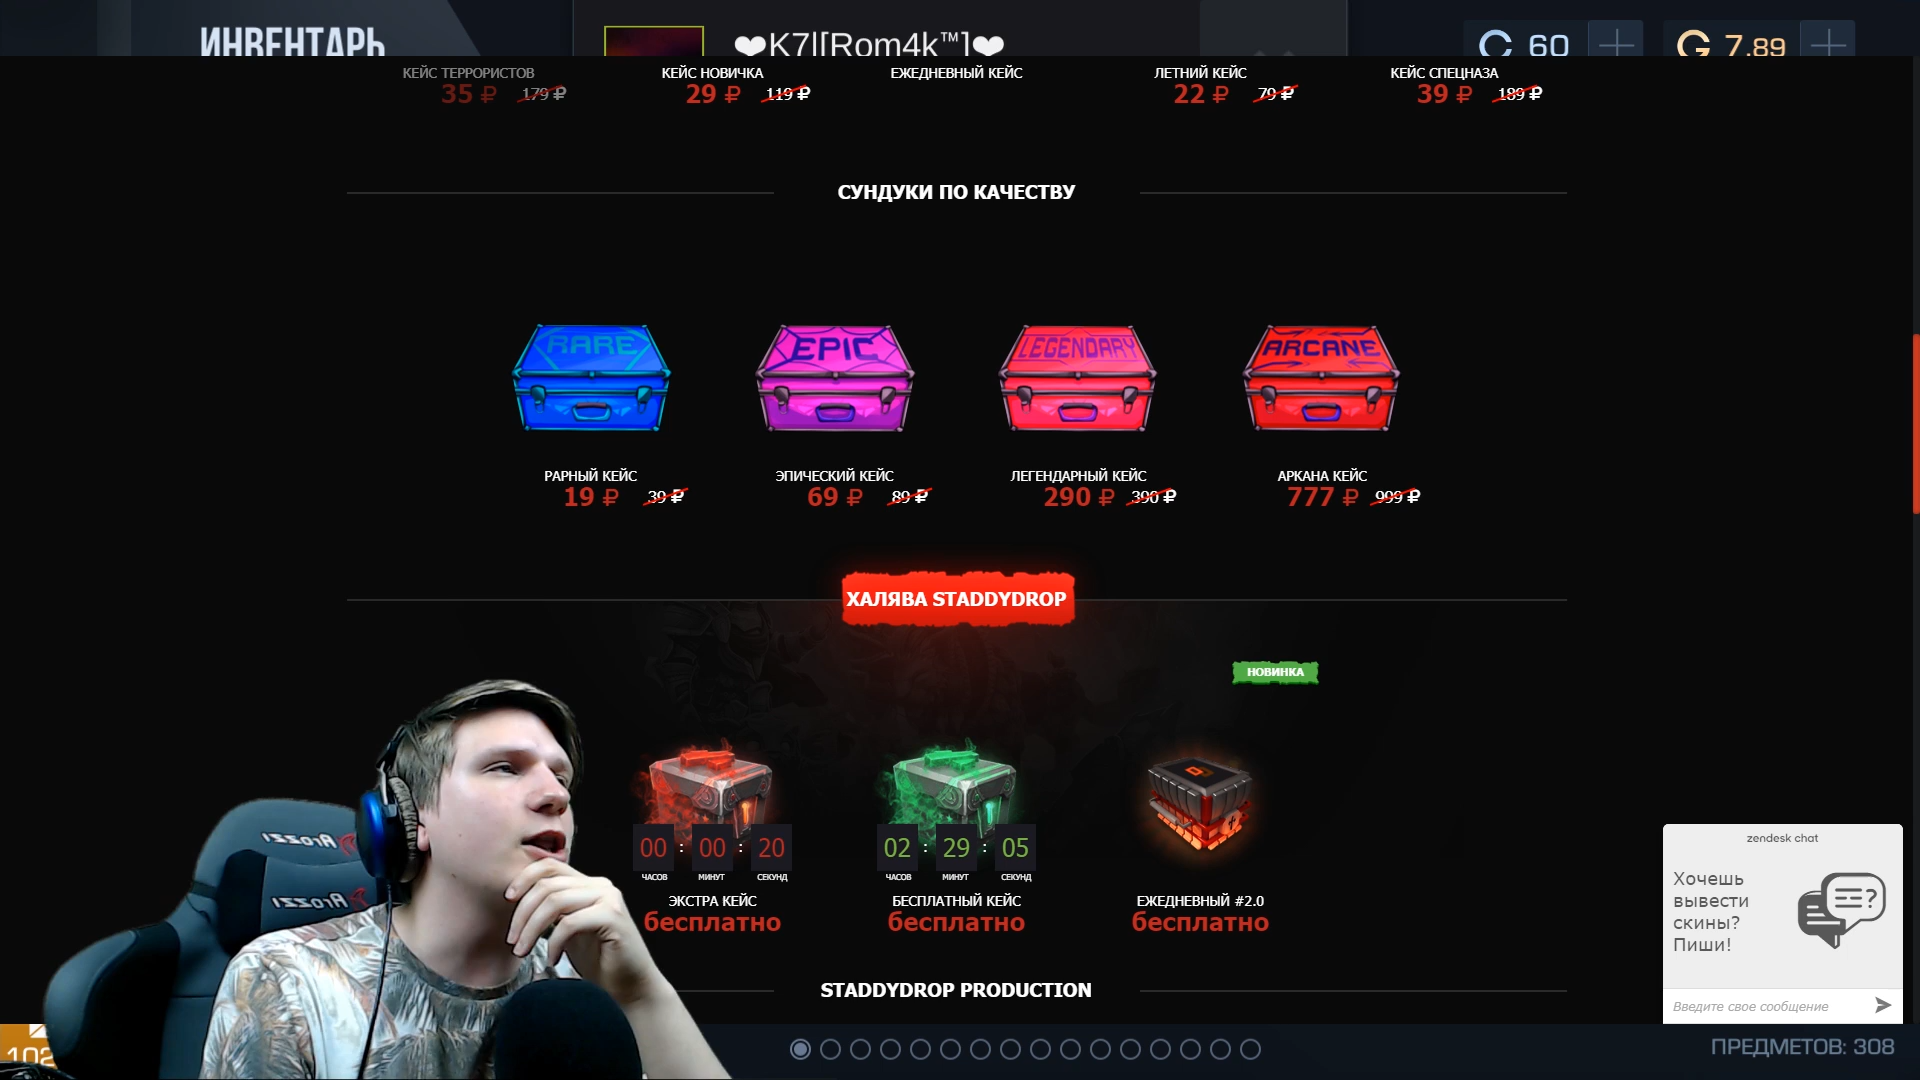 ИНВЕНТАРЬ
❤K7l[Rom4k™]❤
60
7.89
КЕЙС ТЕРРОРИСТОВ
35 ₽ 179 ₽
КЕЙС НОВИЧКА
29 ₽ 119 ₽
ЕЖЕДНЕВНЫЙ КЕЙС
ЛЕТНИЙ КЕЙС
22 ₽ 79 ₽
КЕЙС СПЕЦНАЗА
39 ₽ 189 ₽
СУНДУКИ ПО КАЧЕСТВУ
RARE
EPIC
LEGENDARY
ARCANE
РАРНЫЙ КЕЙС
19 ₽ 39 ₽
ЭПИЧЕСКИЙ КЕЙС
69 ₽ 89 ₽
ЛЕГЕНДАРНЫЙ КЕЙС
290 ₽ 390 ₽
АРКАНА КЕЙС
777 ₽ 999 ₽
ХАЛЯВА STADDYDROP
НОВИНКА
00 : 00 : 20
ЧАСОВ МИНУТ СЕКУНД
ЭКСТРА КЕЙС
бесплатно
02 : 29 : 05
ЧАСОВ МИНУТ СЕКУНД
БЕСПЛАТНЫЙ КЕЙС
бесплатно
ЕЖЕДНЕВНЫЙ #2.0
бесплатно
Arozzi
Arozzi
zendesk chat
Хочешь
вывести
скины?
Пиши!
Введите свое сообщение
STADDYDROP PRODUCTION
102
ПРЕДМЕТОВ: 308